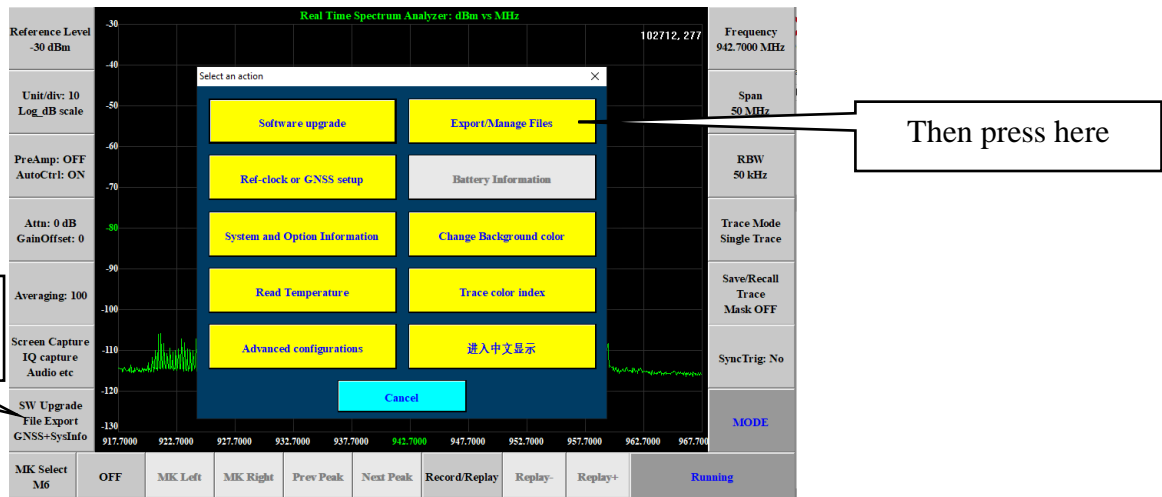 Real Time Spectrum Analyzer: dBm vs MHz
102712, 277
Reference Level
-30 dBm
Unit/div: 10
Log_dB scale
PreAmp: OFF
AutoCtrl: ON
Attn: 0 dB
GainOffset: 0
Averaging: 100
Screen Capture
IQ capture
Audio etc
SW Upgrade
File Export
GNSS+SysInfo
-30
-40
-50
-60
-70
-80
-90
-100
-110
-120
-130
Select an action
Software upgrade
Export/Manage Files
Ref-clock or GNSS setup
Battery Information
System and Option Information
Change Background color
Read Temperature
Trace color index
Advanced configurations
进入中文显示
Cancel
Then press here
Frequency
942.7000 MHz
Span
50 MHz
RBW
50 kHz
Trace Mode
Single Trace
Save/Recall
Trace
Mask OFF
SyncTrig: No
MODE
917.7000 922.7000 927.7000 932.7000 937.7000 942.7000 947.7000 952.7000 957.7000 962.7000 967.700
MK Select
M6
OFF
MK Left
MK Right
Prev Peak
Next Peak
Record/Replay
Replay-
Replay+
Running